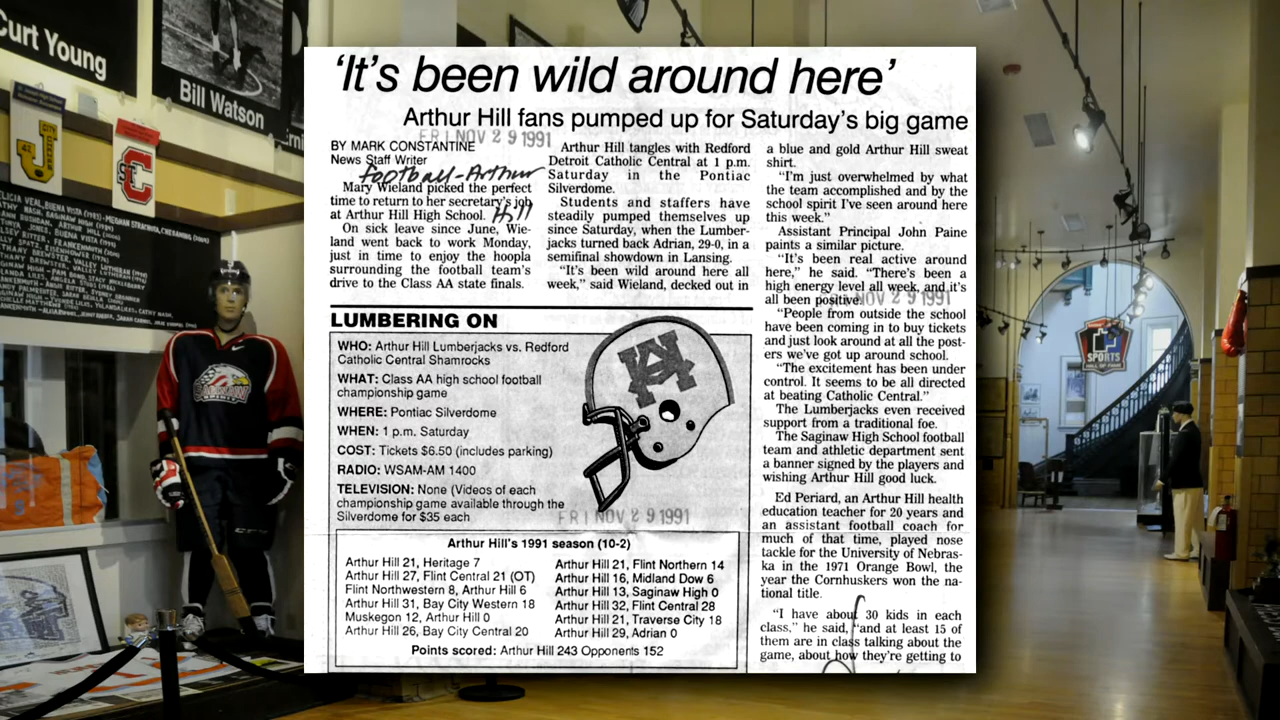 Curt Young
Bill Watson
‘It’s been wild around here’
Arthur Hill fans pumped up for Saturday’s big game
FRI NOV 29 1991
BY MARK CONSTANTINE
News Staff Writer
Football-Arthur
Hill
Mary Wieland picked the perfect
time to return to her secretary’s job
at Arthur Hill High School.
On sick leave since June, Wie-
land went back to work Monday,
just in time to enjoy the hoopla
surrounding the football team’s
drive to the Class AA state finals.
Arthur Hill tangles with Redford
Detroit Catholic Central at 1 p.m.
Saturday in the Pontiac
Silverdome.
Students and staffers have
steadily pumped themselves up
since Saturday, when the Lumber-
jacks turned back Adrian, 29-0, in a
semifinal showdown in Lansing.
“It’s been wild around here all
week,” said Wieland, decked out in
a blue and gold Arthur Hill sweat
shirt.
“I’m just overwhelmed by what
the team accomplished and by the
school spirit I’ve seen around here
this week.”
Assistant Principal John Paine
paints a similar picture.
“It’s been real active around
here,” he said. “There’s been a
high energy level all week, and it’s
all been positive.
NOV 29 1991
“People from outside the school
have been coming in to buy tickets
and just look around at all the post-
ers we’ve got up around school.
“The excitement has been under
control. It seems to be all directed
at beating Catholic Central.”
The Lumberjacks even received
support from a traditional foe.
The Saginaw High School football
team and athletic department sent
a banner signed by the players and
wishing Arthur Hill good luck.
Ed Periard, an Arthur Hill health
education teacher for 20 years and
an assistant football coach for
much of that time, played nose
tackle for the University of Nebras-
ka in the 1971 Orange Bowl, the
year the Cornhuskers won the na-
tional title.
“I have about 30 kids in each
class,” he said, “and at least 15 of
them are in class talking about the
game, about how they’re getting to
LUMBERING ON
WHO: Arthur Hill Lumberjacks vs. Redford
Catholic Central Shamrocks
WHAT: Class AA high school football
championship game
WHERE: Pontiac Silverdome
WHEN: 1 p.m. Saturday
COST: Tickets $6.50 (includes parking)
RADIO: WSAM-AM 1400
TELEVISION: None (Videos of each
championship game available through the
Silverdome for $35 each
FRI NOV 29 1991
Arthur Hill’s 1991 season (10-2)
Arthur Hill 21, Heritage 7
Arthur Hill 27, Flint Central 21 (OT)
Flint Northwestern 8, Arthur Hill 6
Arthur Hill 31, Bay City Western 18
Muskegon 12, Arthur Hill 0
Arthur Hill 26, Bay City Central 20
Arthur Hill 21, Flint Northern 14
Arthur Hill 16, Midland Dow 6
Arthur Hill 13, Saginaw High 0
Arthur Hill 32, Flint Central 28
Arthur Hill 21, Traverse City 18
Arthur Hill 29, Adrian 0
Points scored: Arthur Hill 243 Opponents 152
SPORTS
HALL OF FAME